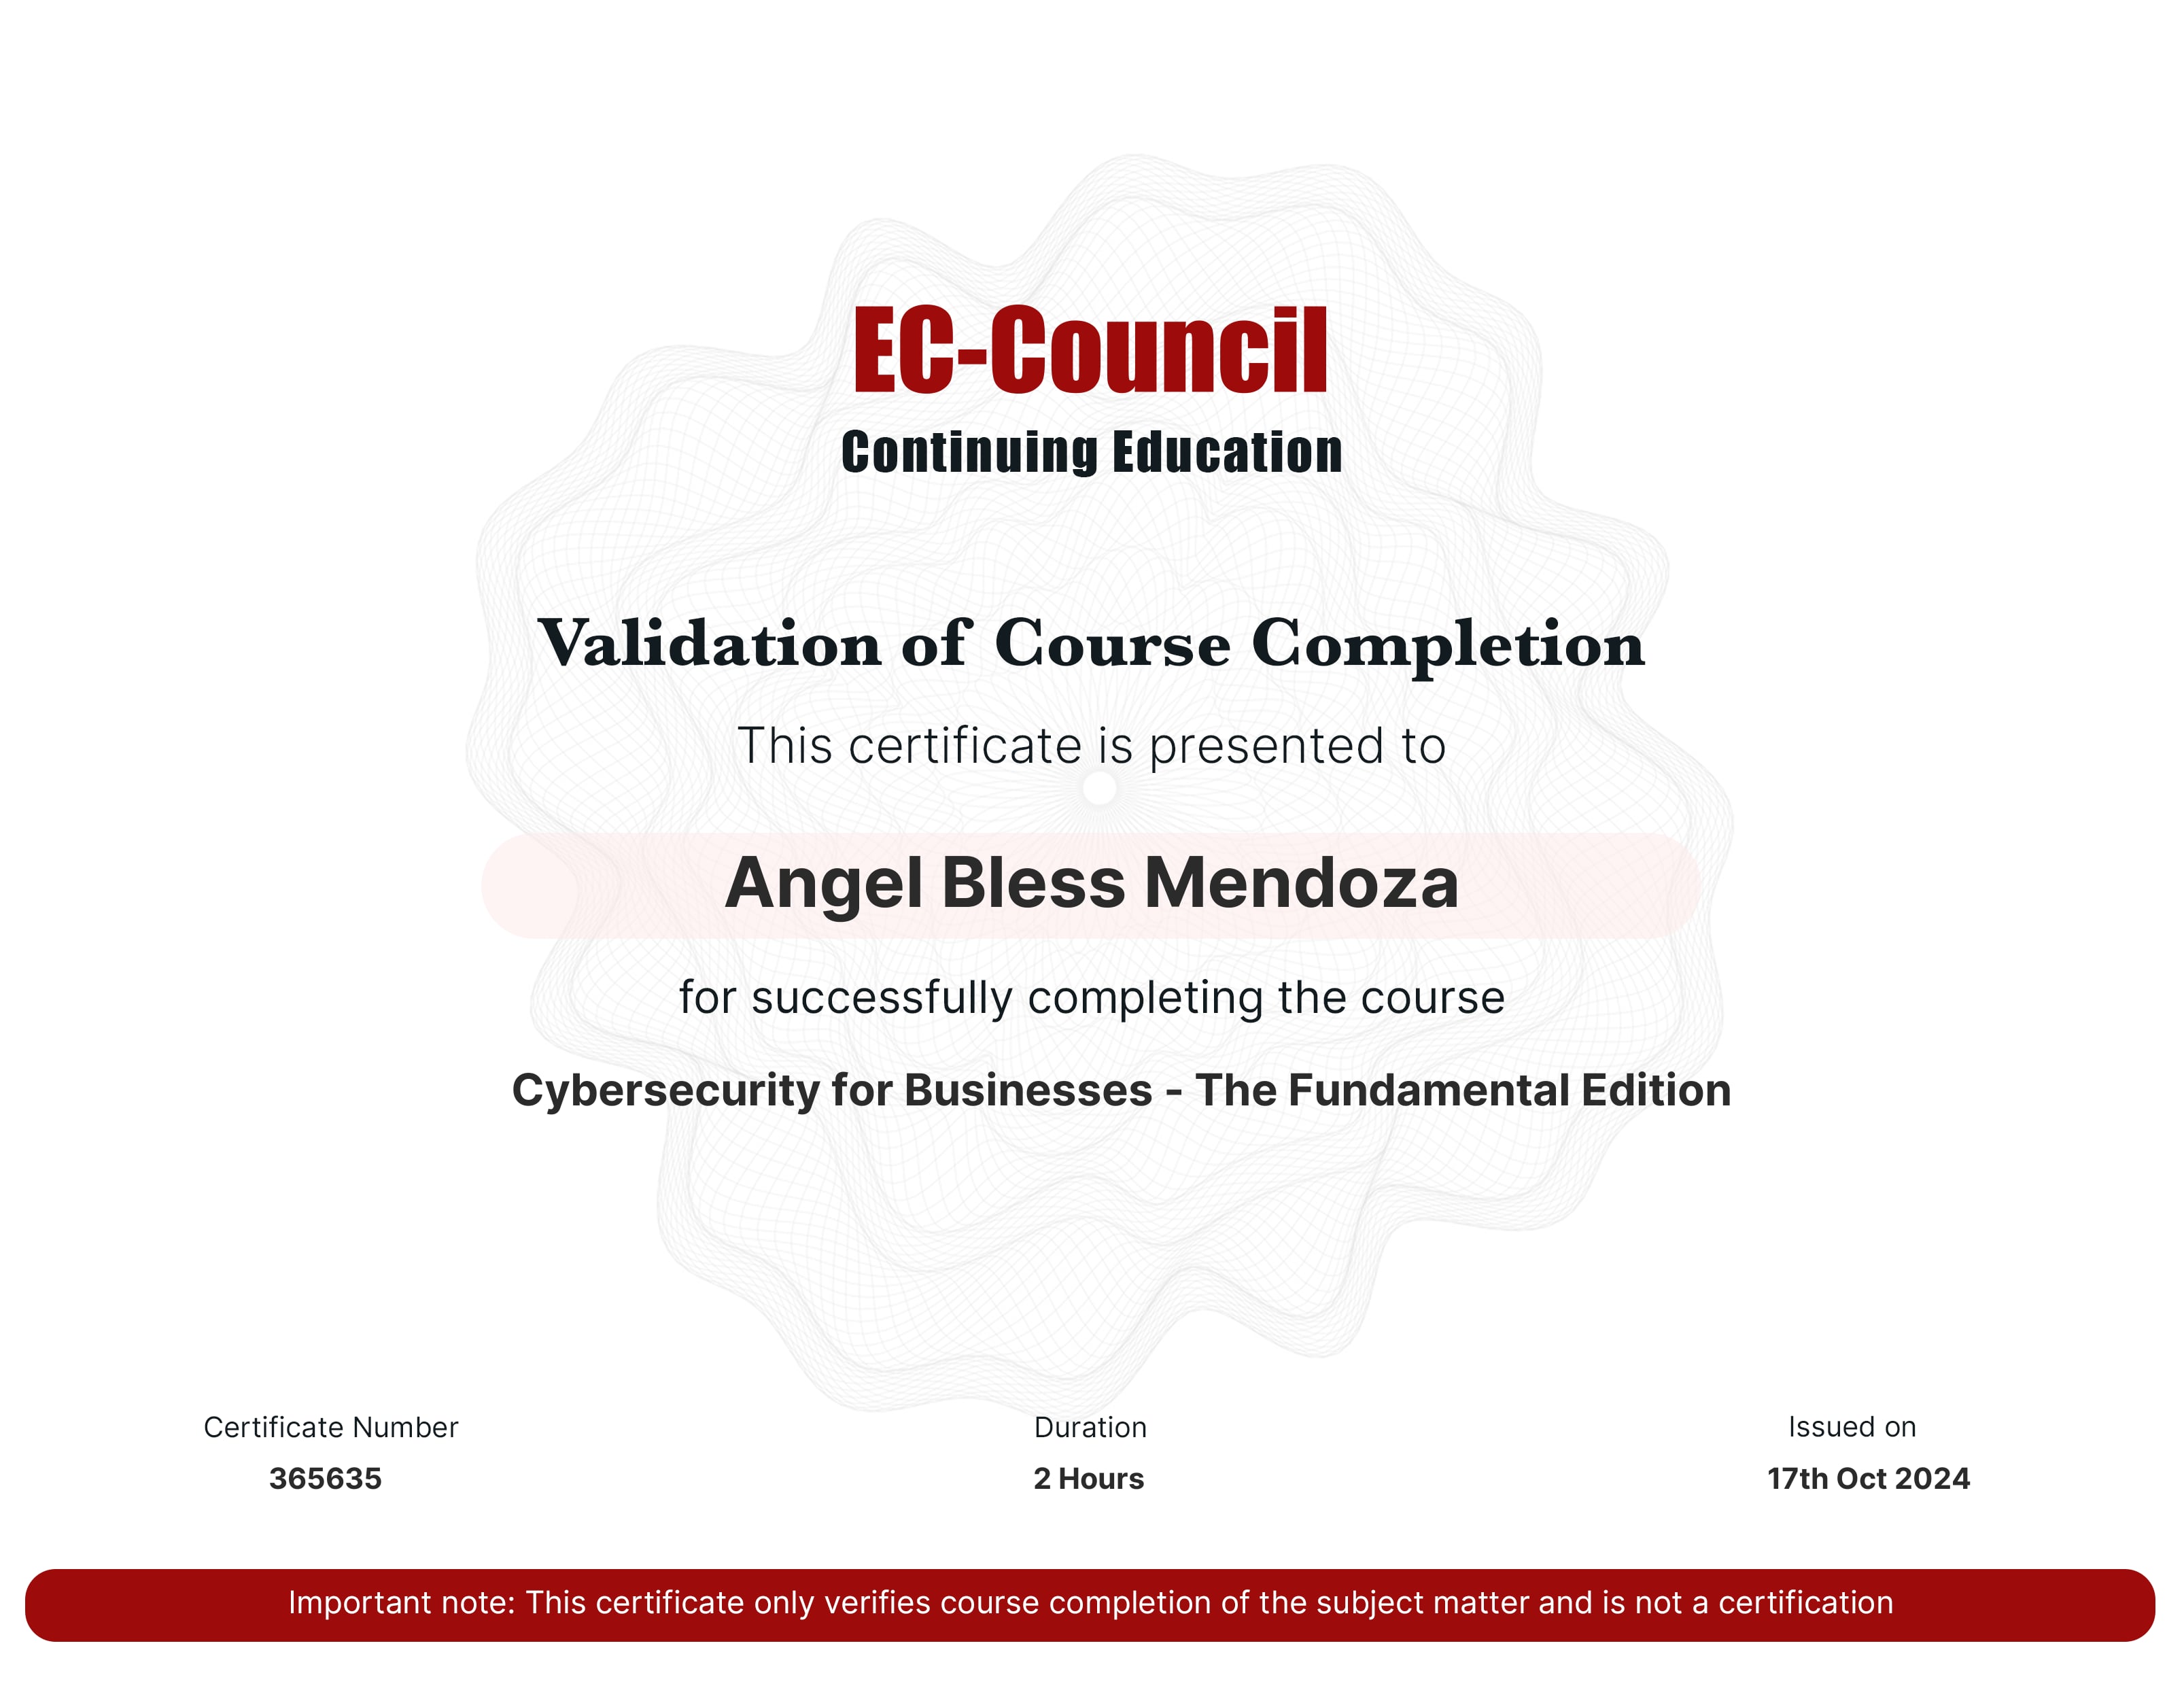 EC-Council
Continuing Education
Validation of Course Completion
This certificate is presented to
Angel Bless Mendoza
for successfully completing the course
Cybersecurity for Businesses - The Fundamental Edition
Certificate Number
365635
Duration
2 Hours
Issued on
17th Oct 2024
Important note: This certificate only verifies course completion of the subject matter and is not a certification